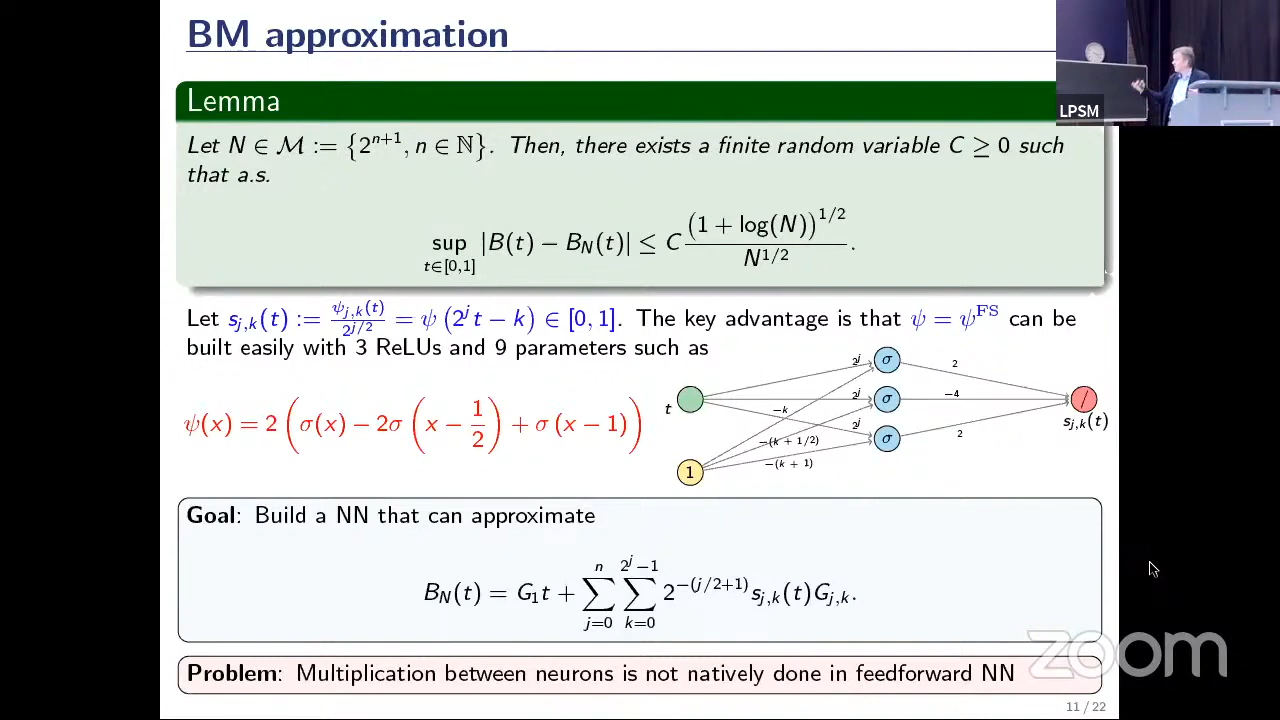 BM approximation
LPSM
Lemma
Let N ∈ ℳ := {2^{n+1}, n ∈ ℕ}. Then, there exists a finite random variable C ≥ 0 such
that a.s.
sup_{t∈[0,1]} |B(t) − B_N(t)| ≤ C (1 + log(N))^{1/2} / N^{1/2}.
Let s_{j,k}(t) := ψ_{j,k}(t) / 2^{j/2} = ψ (2^j t − k) ∈ [0, 1]. The key advantage is that ψ = ψ^{FS} can be
built easily with 3 ReLUs and 9 parameters such as
ψ(x) = 2 (σ(x) − 2σ (x − 1/2) + σ (x − 1))
t
1
2^j
2^j
2^j
−k
−(k + 1/2)
−(k + 1)
σ
σ
σ
2
−4
2
s_{j,k}(t)
Goal: Build a NN that can approximate
B_N(t) = G_1 t + ∑_{j=0}^{n} ∑_{k=0}^{2^j−1} 2^{−(j/2+1)} s_{j,k}(t) G_{j,k}.
Problem: Multiplication between neurons is not natively done in feedforward NN
zoom
11 / 22